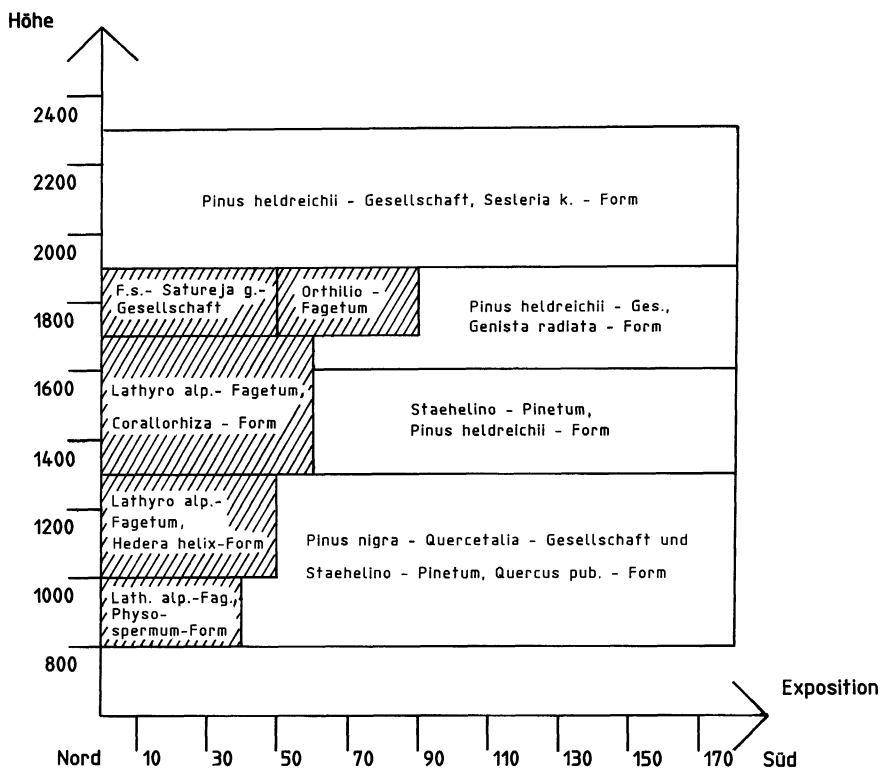 Höhe
2400
2200
Pinus heldreichii - Gesellschaft, Sesleria k. - Form
2000
F.s.- Satureja g.-
Gesellschaft
Orthilio -
Fagetum
Pinus heldreichii - Ges.,
Genista radiata - Form
1800
1600
Lathyro alp.- Fagetum,
Corallorhiza - Form
Staehelino - Pinetum,
Pinus heldreichii - Form
1400
Lathyro alp.-
Fagetum,
Hedera helix-Form
1200
Pinus nigra - Quercetalia - Gesellschaft und
Staehelino - Pinetum, Quercus pub. - Form
1000
Lath. alp.-Fag.,
Physo-
spermum-Form
800
Exposition
Nord 10 30 50 70 90 110 130 150 170 Süd